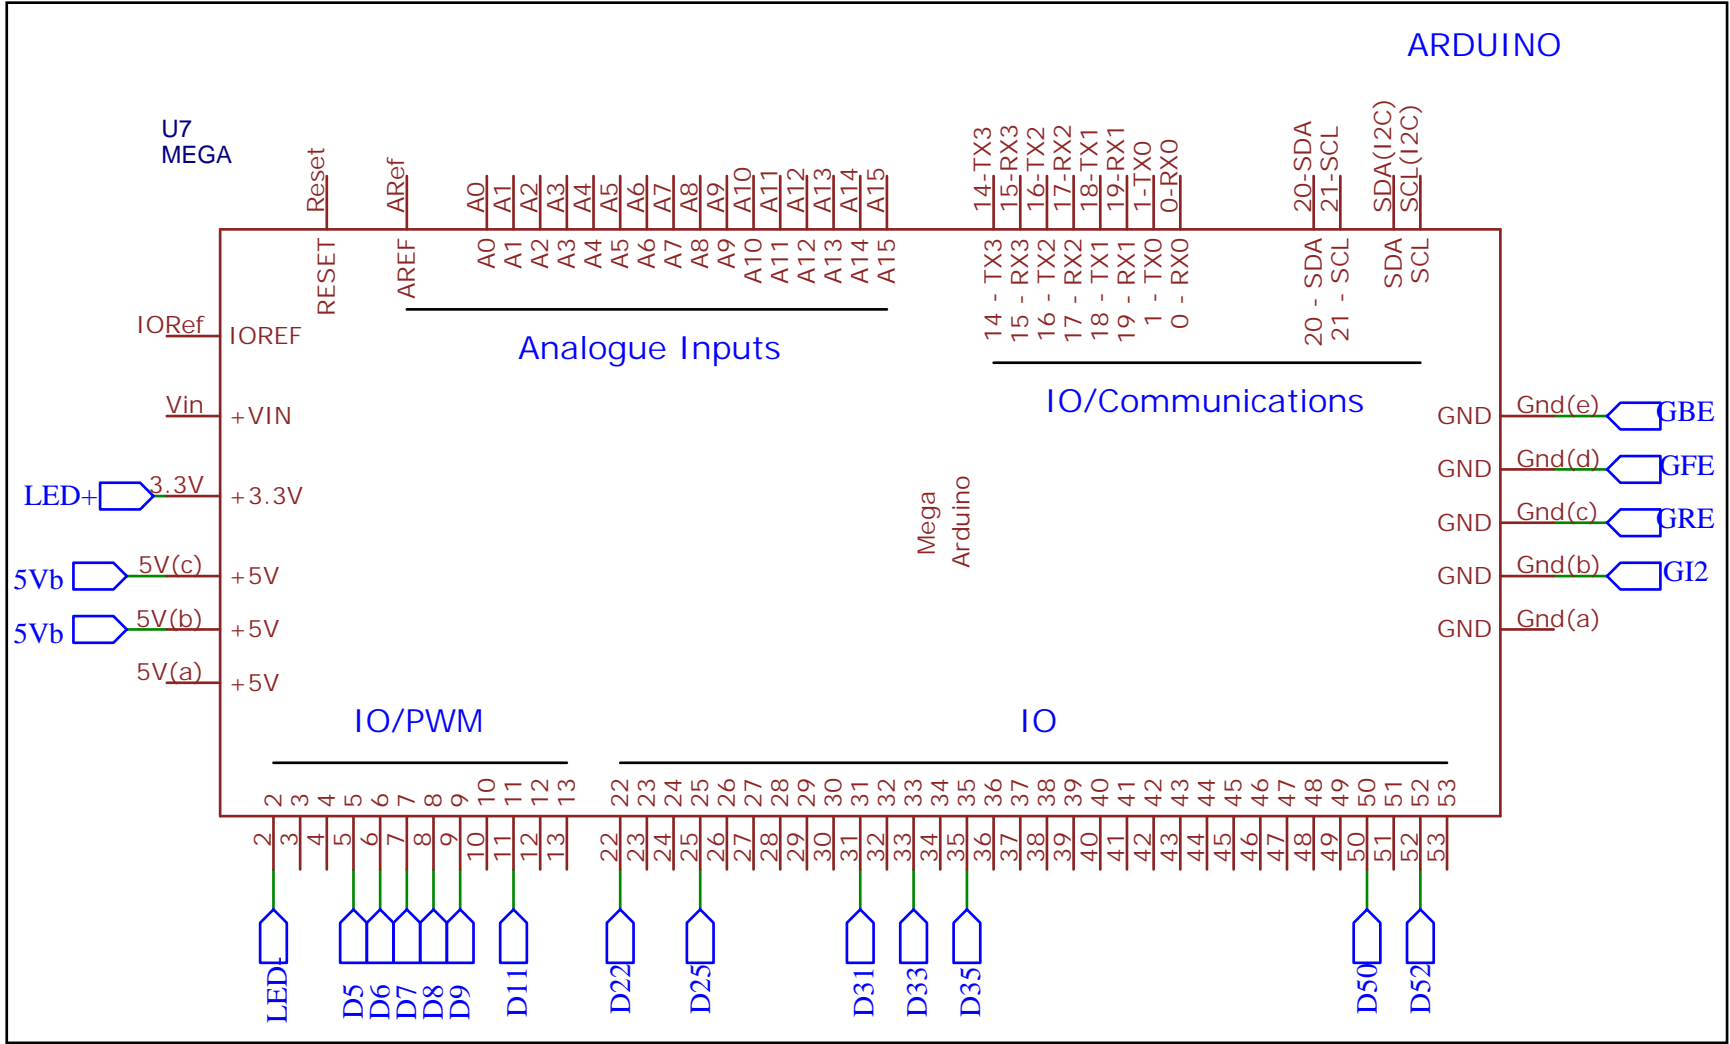 ARDUINO
U7
MEGA
Reset
ARef
A0 A1 A2 A3 A4 A5 A6 A7 A8 A9 A10 A11 A12 A13 A14 A15
14-TX3 15-RX3 16-TX2 17-RX2 18-TX1 19-RX1 1-TX0 0-RX0
20-SDA 21-SCL
SDA(I2C) SCL(I2C)
RESET
AREF
A0 A1 A2 A3 A4 A5 A6 A7 A8 A9 A10 A11 A12 A13 A14 A15
14 - TX3 15 - RX3 16 - TX2 17 - RX2 18 - TX1 19 - RX1 1 - TX0 0 - RX0
20 - SDA 21 - SCL
SDA SCL
Analogue Inputs
IO/Communications
IORef IOREF
Vin +VIN
LED+ 3.3V +3.3V
5Vb 5V(c) +5V
5Vb 5V(b) +5V
5V(a) +5V
Mega
Arduino
GND Gnd(e) GBE
GND Gnd(d) GFE
GND Gnd(c) GRE
GND Gnd(b) GI2
GND Gnd(a)
IO/PWM
IO
2 3 4 5 6 7 8 9 10 11 12 13
22 23 24 25 26 27 28 29 30 31 32 33 34 35 36 37 38 39 40 41 42 43 44 45 46 47 48 49 50 51 52 53
2 3 4 5 6 7 8 9 10 11 12 13
22 23 24 25 26 27 28 29 30 31 32 33 34 35 36 37 38 39 40 41 42 43 44 45 46 47 48 49 50 51 52 53
LED- D5 D6 D7 D8 D9 D11 D22 D25 D31 D33 D35 D50 D52